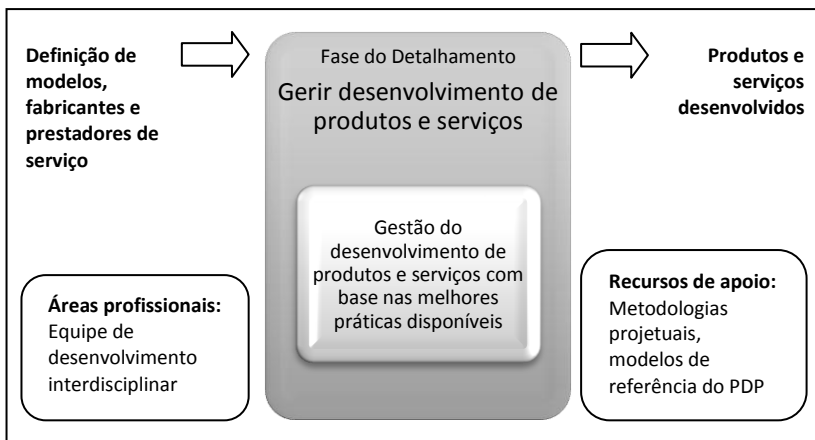 Definição de
modelos,
fabricantes e
prestadores de
serviço
Fase do Detalhamento
Gerir desenvolvimento de
produtos e serviços
Gestão do
desenvolvimento de
produtos e serviços com
base nas melhores
práticas disponíveis
Produtos e
serviços
desenvolvidos
Áreas profissionais:
Equipe de
desenvolvimento
interdisciplinar
Recursos de apoio:
Metodologias
projetuais,
modelos de
referência do PDP